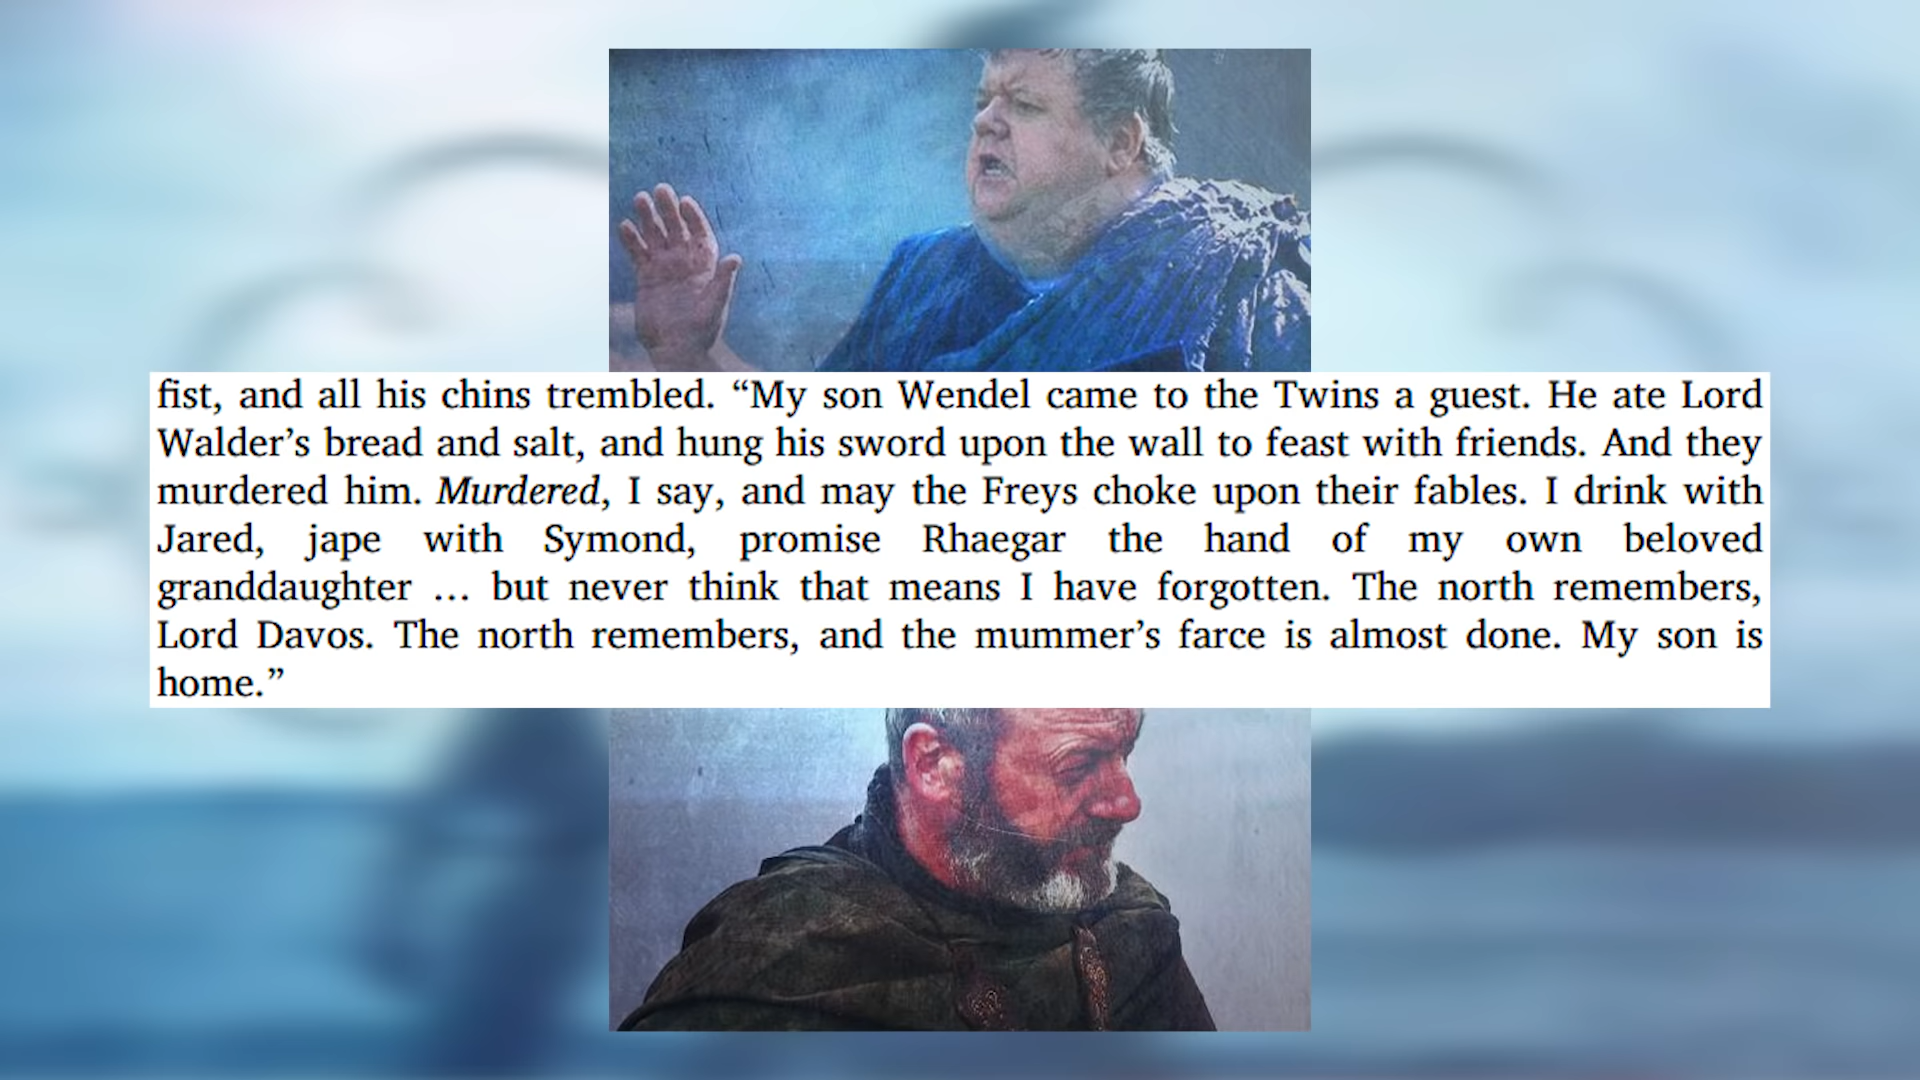 fist, and all his chins trembled. “My son Wendel came to the Twins a guest. He ate Lord
Walder’s bread and salt, and hung his sword upon the wall to feast with friends. And they
murdered him. Murdered, I say, and may the Freys choke upon their fables. I drink with
Jared, jape with Symond, promise Rhaegar the hand of my own beloved
granddaughter … but never think that means I have forgotten. The north remembers,
Lord Davos. The north remembers, and the mummer’s farce is almost done. My son is
home.”